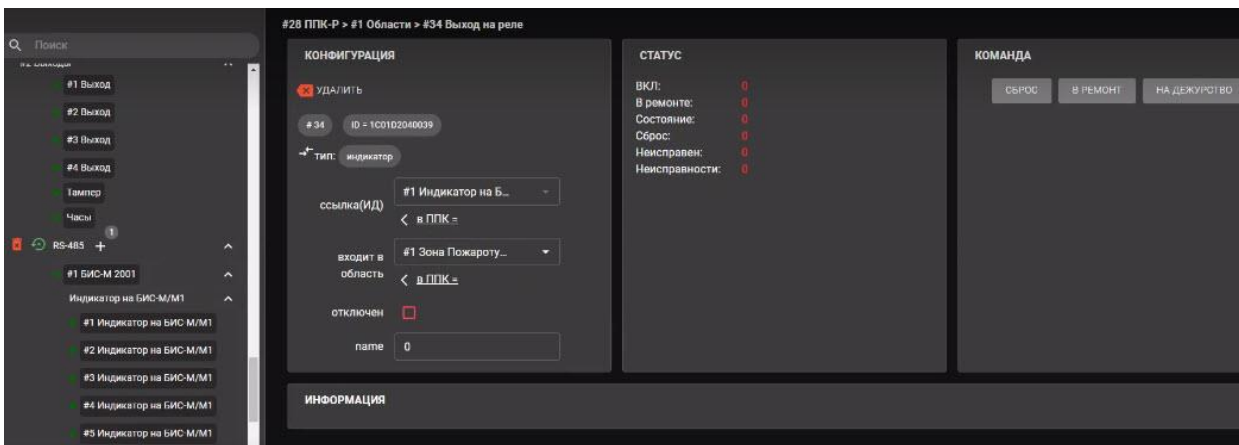 #28 ППК-Р > #1 Области > #34 Выход на реле
Поиск
#2 Выходы
#1 Выход
#2 Выход
#3 Выход
#4 Выход
Тампер
Часы
RS-485 + 1
#1 БИС-М 2001
Индикатор на БИС-М/М1
#1 Индикатор на БИС-М/М1
#2 Индикатор на БИС-М/М1
#3 Индикатор на БИС-М/М1
#4 Индикатор на БИС-М/М1
#5 Индикатор на БИС-М/М1
КОНФИГУРАЦИЯ
УДАЛИТЬ
# 34 ID = 1C01D2040039
тип: индикатор
ссылка(ИД) #1 Индикатор на Б...
< в ППК =
входит в область #1 Зона Пожароту...
< в ППК =
отключен
name 0
СТАТУС
ВКЛ: 0
В ремонте: 0
Состояние: 0
Сброс: 0
Неисправен: 0
Неисправности: 0
КОМАНДА
СБРОС В РЕМОНТ НА ДЕЖУРСТВО
ИНФОРМАЦИЯ